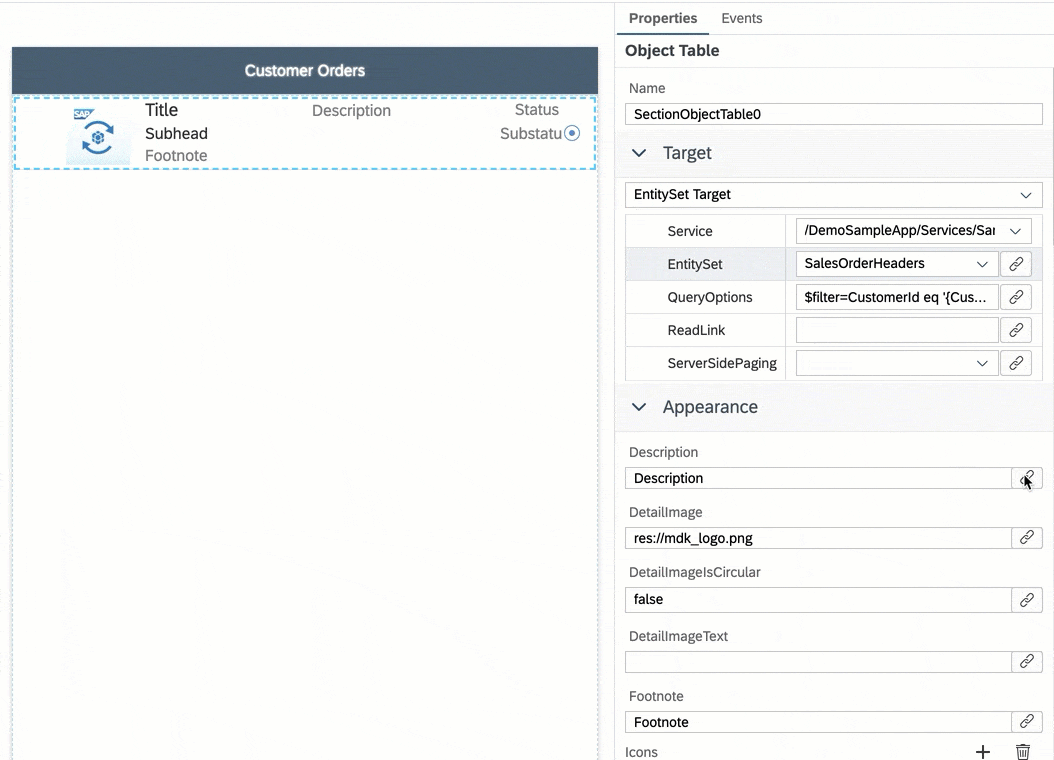 Properties Events
Object Table
Customer Orders
Title
Subhead
Footnote
Description
Status
Substatu
SAP
Name
SectionObjectTable0
Target
EntitySet Target
Service /DemoSampleApp/Services/Sar
EntitySet SalesOrderHeaders
QueryOptions $filter=CustomerId eq '{Cus...
ReadLink
ServerSidePaging
Appearance
Description
Description
DetailImage
res://mdk_logo.png
DetailImageIsCircular
false
DetailImageText
Footnote
Footnote
Icons